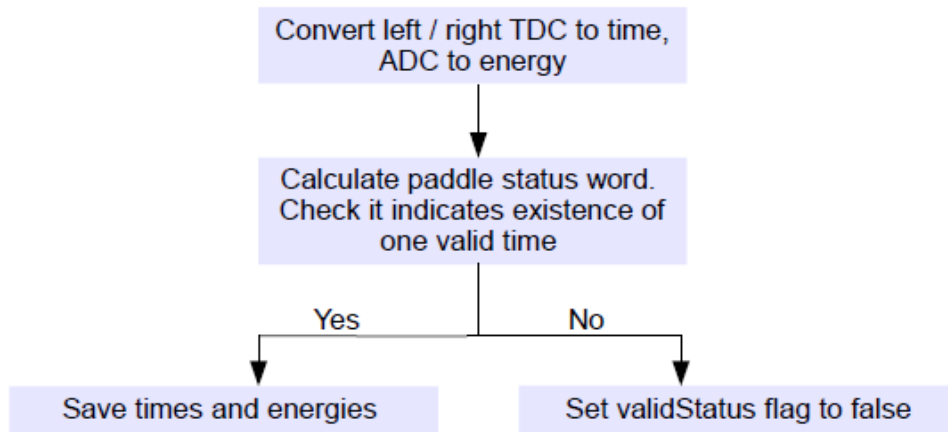 Convert left / right TDC to time,
ADC to energy
Calculate paddle status word.
Check it indicates existence of
one valid time
Yes
No
Save times and energies
Set validStatus flag to false